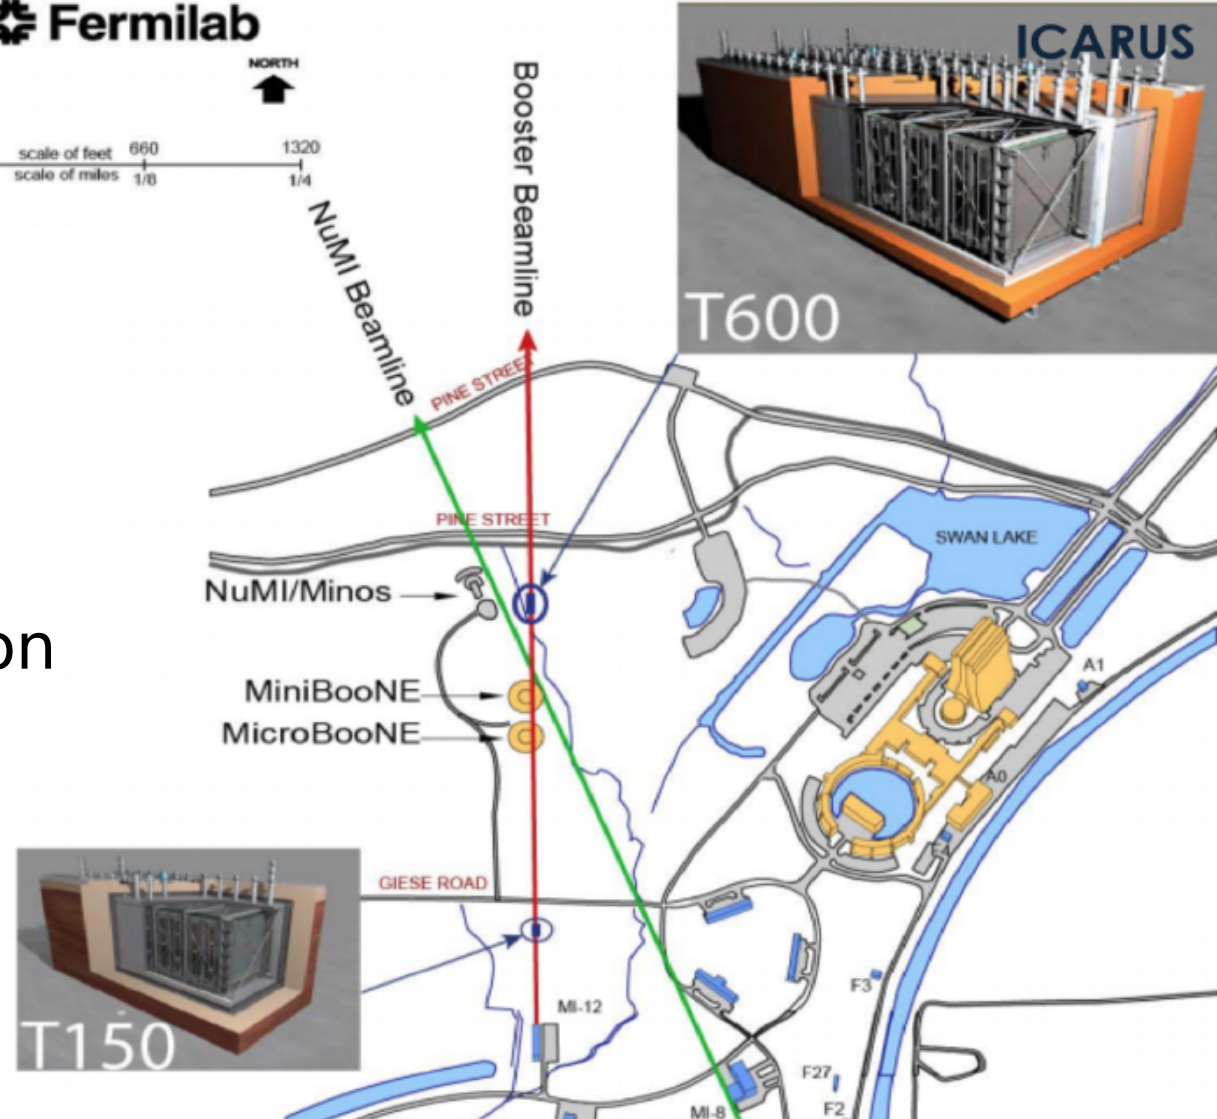 Fermilab
ICARUS
NORTH
scale of feet 660 1320
scale of miles 1/8 1/4
Booster Beamline
NuMI Beamline
T600
PINE STREET
PINE STREET
SWAN LAKE
NuMI/Minos
on
A1
MiniBooNE
MicroBooNE
A0
GIESE ROAD
F3
MI-12
T150
F27
F2
MI-8